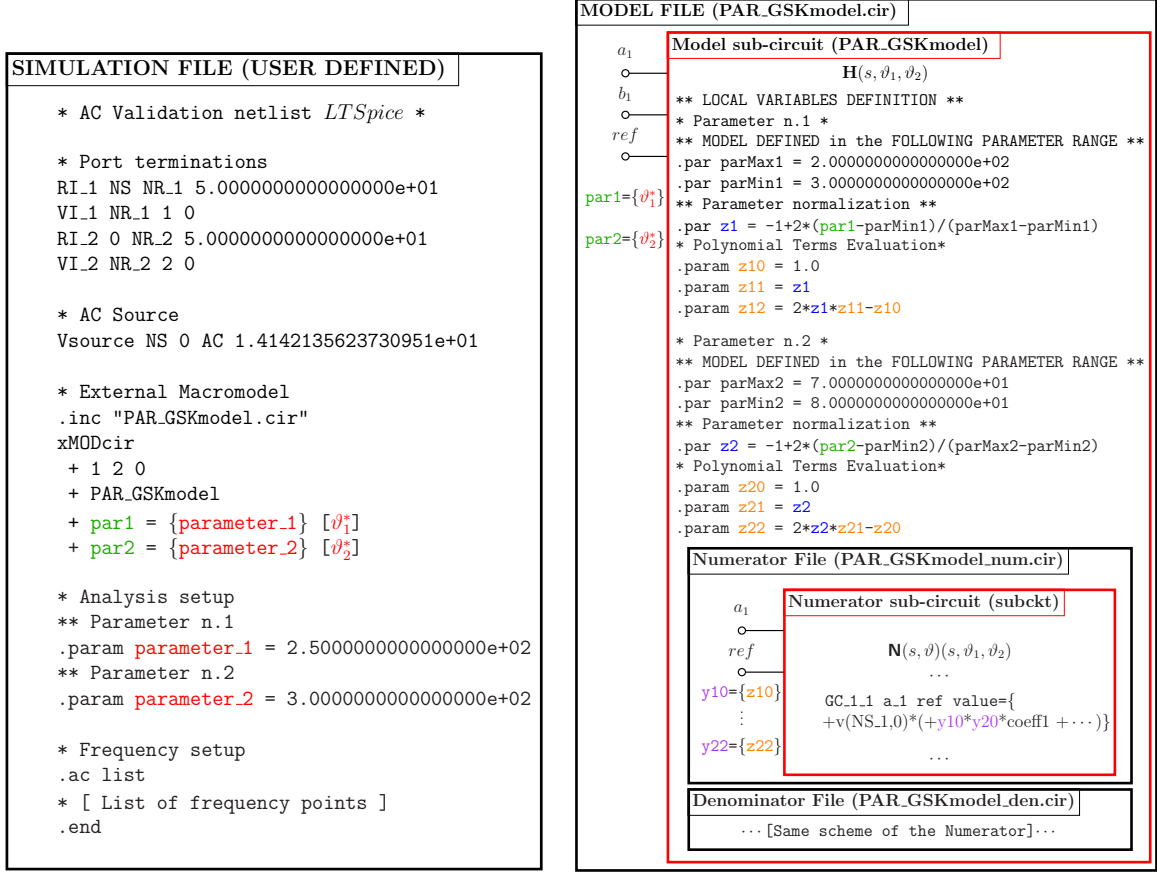 SIMULATION FILE (USER DEFINED)
* AC Validation netlist LTSpice *
* Port terminations
RI_1 NS NR_1 5.0000000000000000e+01
VI_1 NR_1 1 0
RI_2 0 NR_2 5.0000000000000000e+01
VI_2 NR_2 2 0
* AC Source
Vsource NS 0 AC 1.4142135623730951e+01
* External Macromodel
.inc "PAR_GSKmodel.cir"
xMODcir
+ 1 2 0
+ PAR_GSKmodel
+ par1 = {parameter_1} [ϑ₁*]
+ par2 = {parameter_2} [ϑ₂*]
* Analysis setup
** Parameter n.1
.param parameter_1 = 2.5000000000000000e+02
** Parameter n.2
.param parameter_2 = 3.0000000000000000e+02
* Frequency setup
.ac list
* [ List of frequency points ]
.end
MODEL FILE (PAR_GSKmodel.cir)
a₁
b₁
ref
par1={ϑ₁*}
par2={ϑ₂*}
Model sub-circuit (PAR_GSKmodel)
H(s, ϑ₁, ϑ₂)
** LOCAL VARIABLES DEFINITION **
* Parameter n.1 *
** MODEL DEFINED in the FOLLOWING PARAMETER RANGE **
.par parMax1 = 2.0000000000000000e+02
.par parMin1 = 3.0000000000000000e+02
** Parameter normalization **
.par z1 = -1+2*(par1-parMin1)/(parMax1-parMin1)
* Polynomial Terms Evaluation*
.param z10 = 1.0
.param z11 = z1
.param z12 = 2*z1*z11-z10
* Parameter n.2 *
** MODEL DEFINED in the FOLLOWING PARAMETER RANGE **
.par parMax2 = 7.0000000000000000e+01
.par parMin2 = 8.0000000000000000e+01
** Parameter normalization **
.par z2 = -1+2*(par2-parMin2)/(parMax2-parMin2)
* Polynomial Terms Evaluation*
.param z20 = 1.0
.param z21 = z2
.param z22 = 2*z2*z21-z20
Numerator File (PAR_GSKmodel_num.cir)
a₁
ref
y10={z10}
⋮
y22={z22}
Numerator sub-circuit (subckt)
N(s, ϑ)(s, ϑ₁, ϑ₂)
...
GC_1_1 a_1 ref value={
+v(NS_1,0)*(+y10*y20*coeff1 + ···)}
...
Denominator File (PAR_GSKmodel_den.cir)
···[Same scheme of the Numerator]···